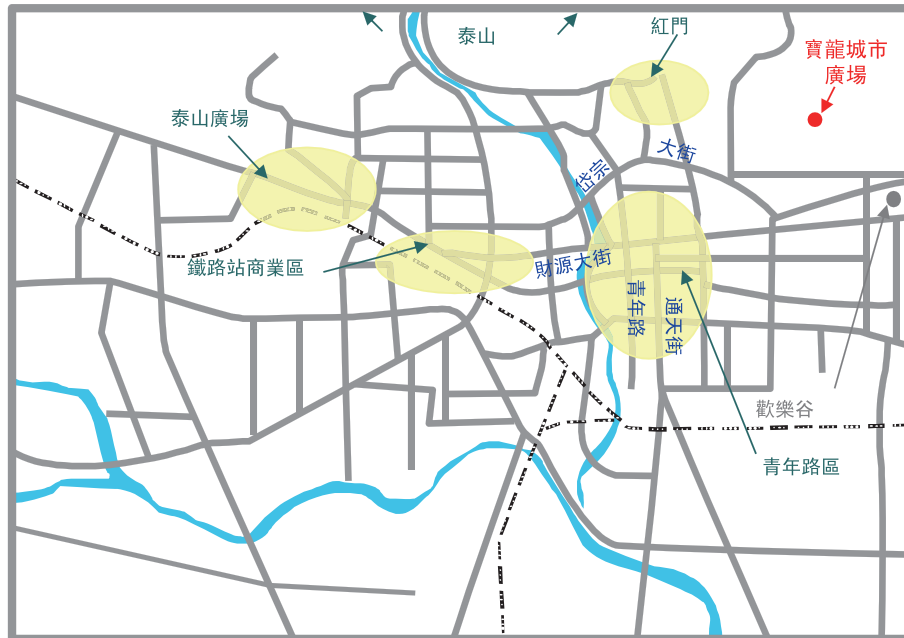 泰山
紅門
寶龍城市
廣場
泰山廣場
岱宗
大街
鐵路站商業區
財源大街
青年路
通天街
歡樂谷
青年路區